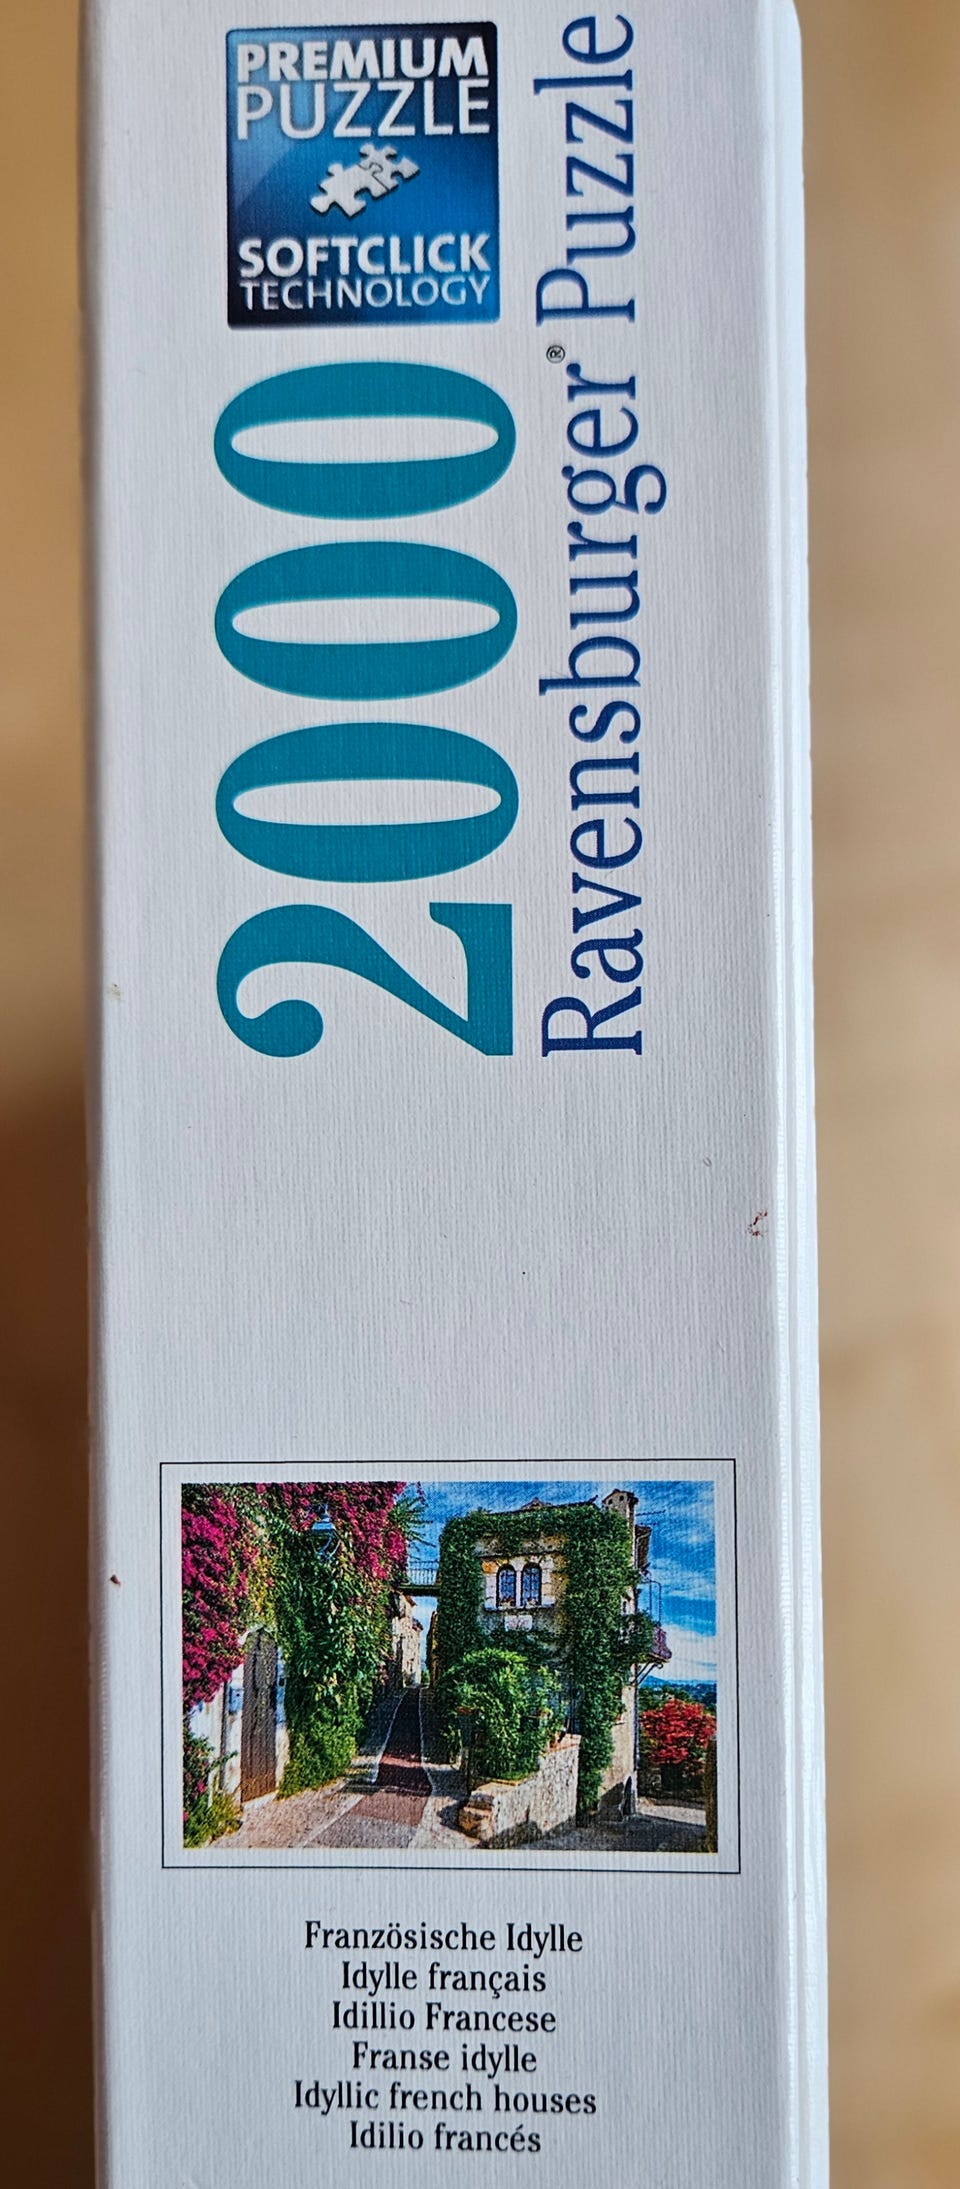 PREMIUM
PUZZLE
SOFTCLICK
TECHNOLOGY
2000
Ravensburger® Puzzle
Französische Idylle
Idylle français
Idillio Francese
Franse idylle
Idyllic french houses
Idilio francés